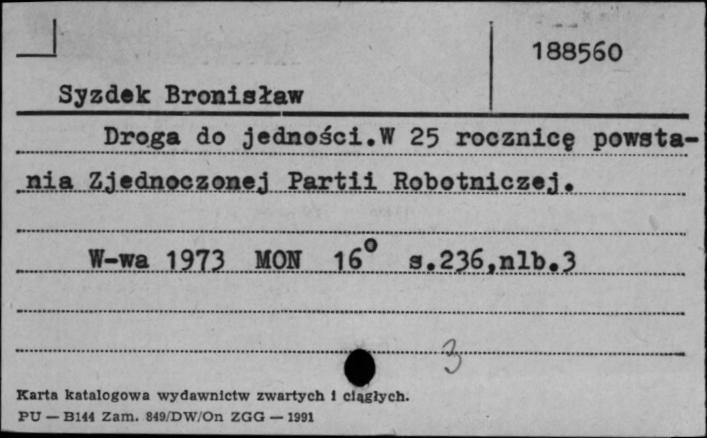 188560
Syzdek Bronisław
Droga do jedności.W 25 rocznicę powsta-
nia Zjednoczonej Partii Robotniczej.
W-wa 1973 MON 16° s.236,nlb.3
3
Karta katalogowa wydawnictw zwartych i ciągłych.
PU — B144 Zam. 849/DW/On ZGG — 1991